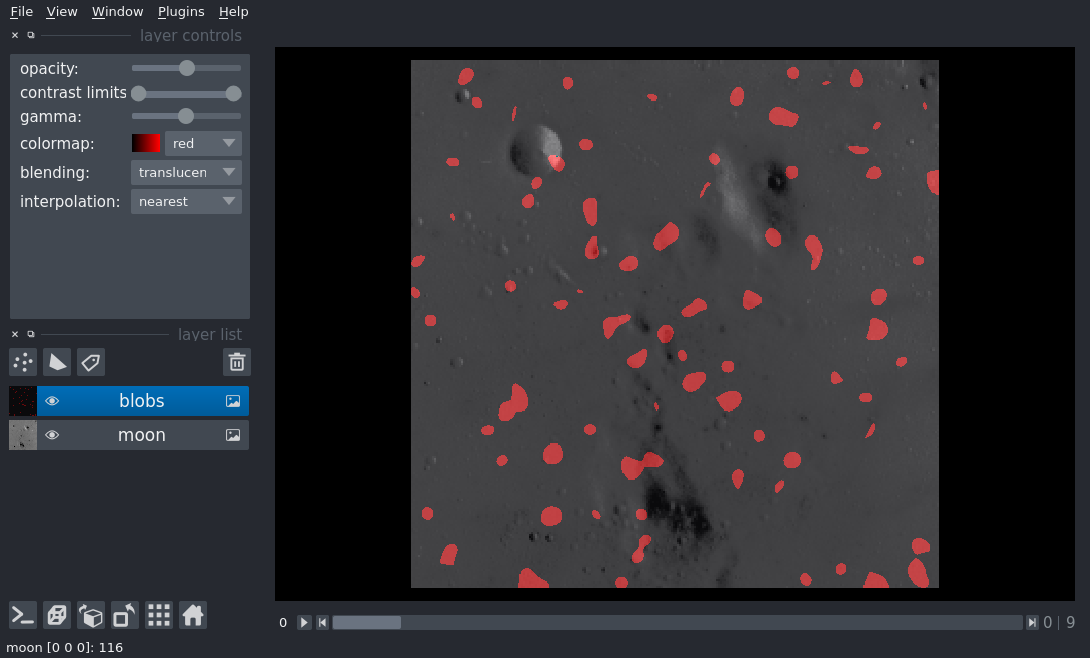 File View Window Plugins Help
layer controls
opacity:
contrast limits
gamma:
colormap: red
blending: translucen
interpolation: nearest
layer list
blobs
moon
0 0 | 9
moon [0 0 0]: 116